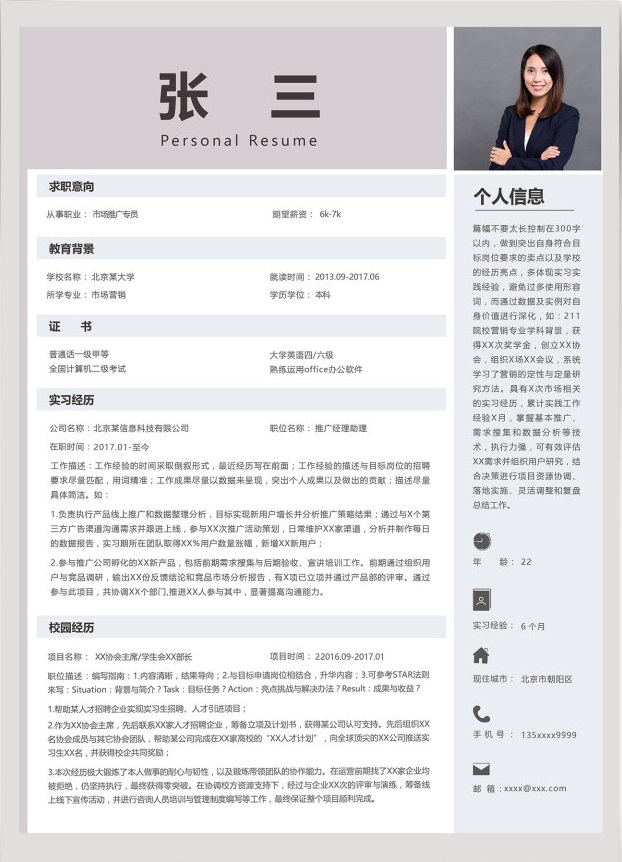 张 三
Personal Resume
求职意向
从事职业： 市场推广专员 期望薪资： 6k-7k
教育背景
学校名称： 北京某大学 就读时间： 2013.09-2017.06
所学专业： 市场营销 学历学位： 本科
证 书
普通话一级甲等 大学英语四/六级
全国计算机二级考试 熟练运用office办公软件
实习经历
公司名称： 北京某信息科技有限公司 职位名称： 推广经理助理
在职时间： 2017.01-至今
工作描述：工作经验的时间采取倒叙形式，最近经历写在前面；工作经验的描述与目标岗位的招聘
要求尽量匹配，用词精准；工作成果尽量以数据来呈现，突出个人成果以及做出的贡献；描述尽量
具体简洁。如：
1.负责执行产品线上推广和数据整理分析，目标实现新用户增长并分析推广策略结果；通过与X个第
三方广告渠道沟通需求并跟进上线，参与XX次推广活动策划，日常维护XX家渠道，分析并制作每日
的数据报告，实习期所在团队取得XX%用户数量涨幅，新增XX新用户；
2.参与推广公司孵化的XX新产品，包括前期需求搜集与后期验收、宣讲培训工作。前期通过组织用
户与竞品调研，输出XX份反馈结论和竞品市场分析报告，有X项已立项并通过产品部的评审。通过
参与此项目，共协调XX个部门,推进XX人参与其中，显著提高沟通能力。
校园经历
项目名称： XX协会主席/学生会XX部长 项目时间： 22016.09-2017.01
职位描述：编写指南：1.内容清晰，结果导向；2.与目标申请岗位相结合，升华内容；3.可参考STAR法则
来写：Situation：背景与简介？Task：目标任务？Action：亮点挑战与解决办法？Result：成果与收益？
1.帮助某人才招聘企业实现实习生招聘、人才引进项目；
2.作为XX协会主席，先后联系XX家人才招聘企业，筹备立项及计划书，获得某公司认可支持。先后组织XX
名协会成员与其它协会团队，帮助某公司完成在XX家高校的“XX人才计划”，向全球顶尖的XX公司推送实
习生XX名，并获得校企共同奖励；
3.本次经历极大锻炼了本人做事的耐心与韧性，以及锻炼带领团队的协作能力。在运营前期找了XX家企业均
被拒绝，仍坚持执行，最终获得零突破。在协调校方资源支持下，经过与企业XX次的评审与演练，筹备线
上线下宣传活动，并进行咨询人员培训与管理制度编写等工作，最终保证整个项目顺利完成。
个人信息
篇幅不要太长控制在300字
以内，做到突出自身符合目
标岗位要求的卖点以及学校
的经历亮点，多体现实习实
践经验，避免过多使用形容
词，而通过数据及实例对自
身价值进行深化，如：211
院校营销专业学科背景，获
得XX次奖学金，创立XX协
会，组织X场XX会议，系统
学习了营销的定性与定量研
究方法。具有X次市场相关
的实习经历，累计实践工作
经验X月，掌握基本推广、
需求搜集和数据分析等技
术，执行力强，可有效评估
XX需求并组织用户研究，结
合决策进行项目资源协调、
落地实施、灵活调整和复盘
总结工作。
年 龄： 22
实习经验： 6 个月
现住城市： 北京市朝阳区
手 机 号： 135xxxx9999
邮 箱：xxxx@xxx.com